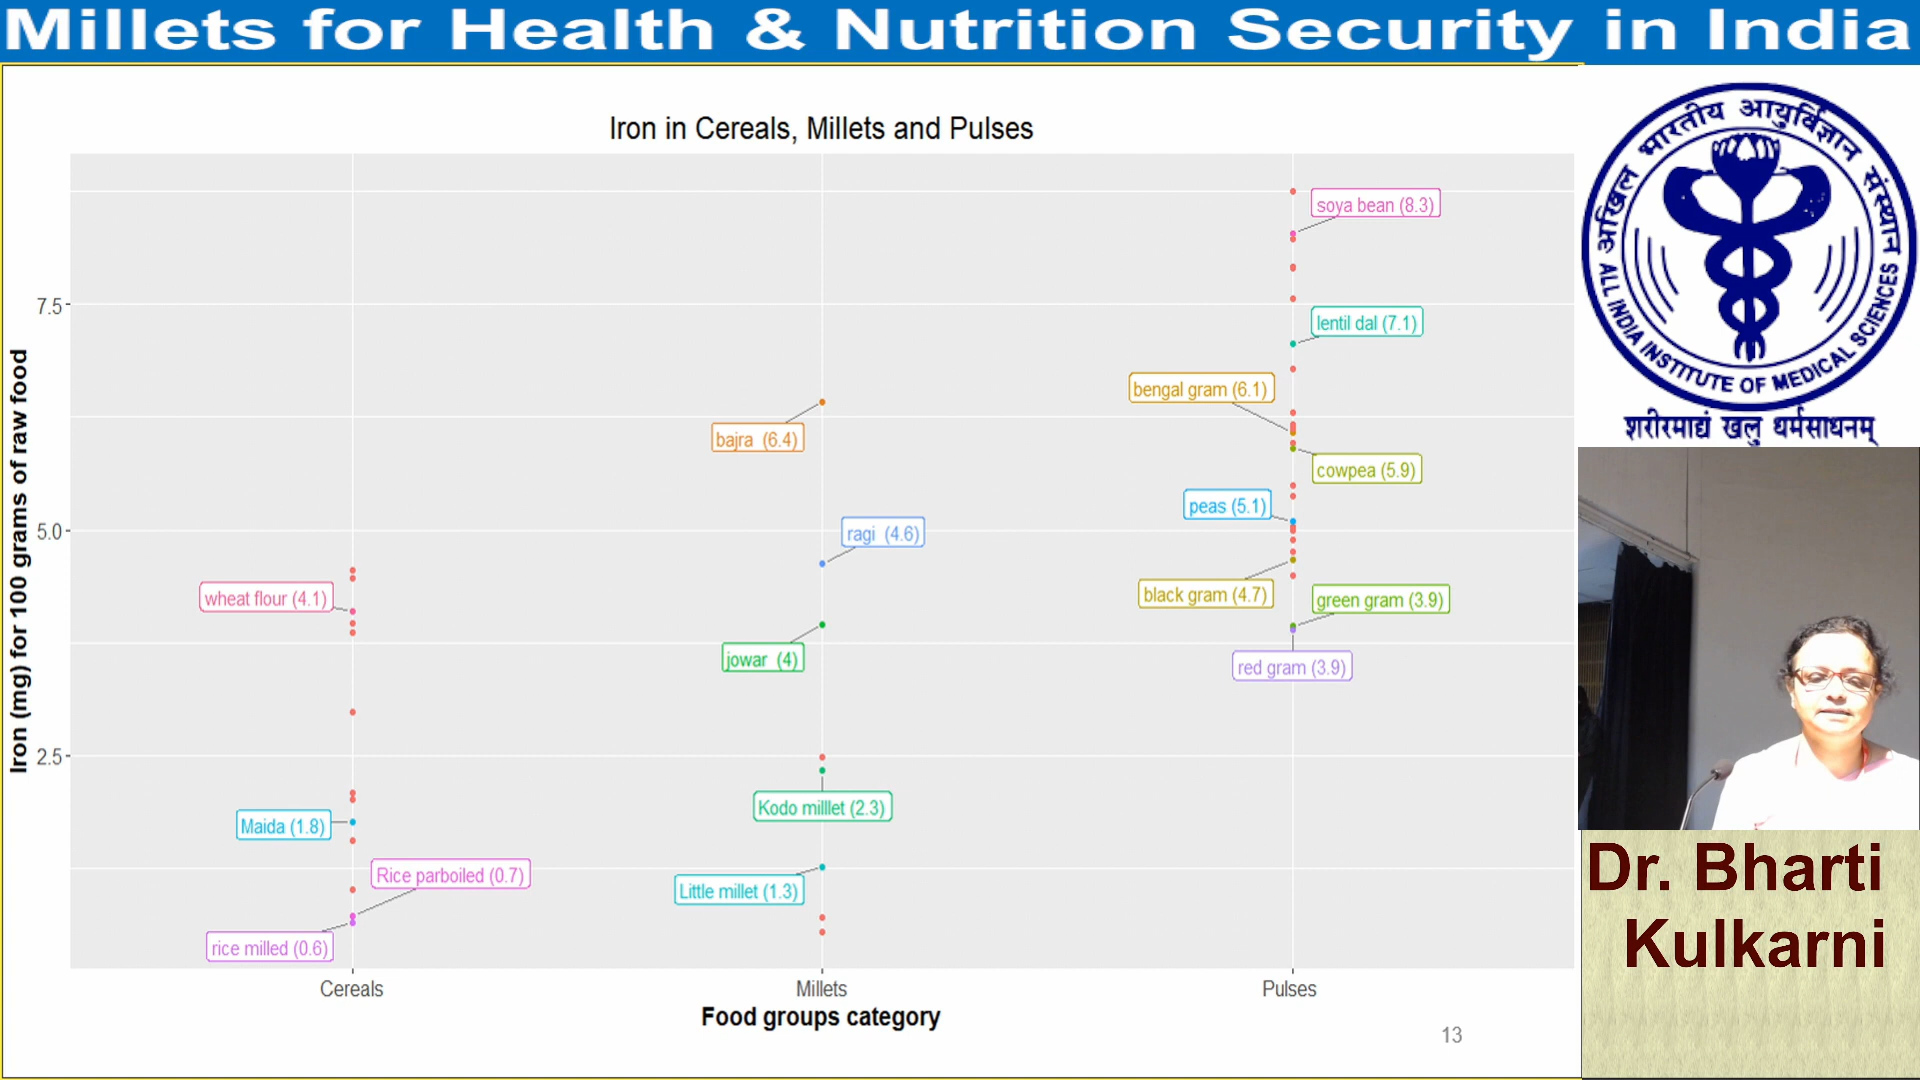 Millets for Health & Nutrition Security in India
Iron in Cereals, Millets and Pulses
Iron (mg) for 100 grams of raw food
7.5
5.0
2.5
wheat flour (4.1)
Maida (1.8)
Rice parboiled (0.7)
rice milled (0.6)
bajra (6.4)
ragi (4.6)
jowar (4)
Kodo milllet (2.3)
Little millet (1.3)
soya bean (8.3)
lentil dal (7.1)
bengal gram (6.1)
cowpea (5.9)
peas (5.1)
black gram (4.7)
green gram (3.9)
red gram (3.9)
Cereals
Millets
Pulses
Food groups category
13
अखिल भारतीय आयुर्विज्ञान संस्थान
ALL INDIA INSTITUTE OF MEDICAL SCIENCES
शरीरमाद्यं खलु धर्मसाधनम्
Dr. Bharti
Kulkarni